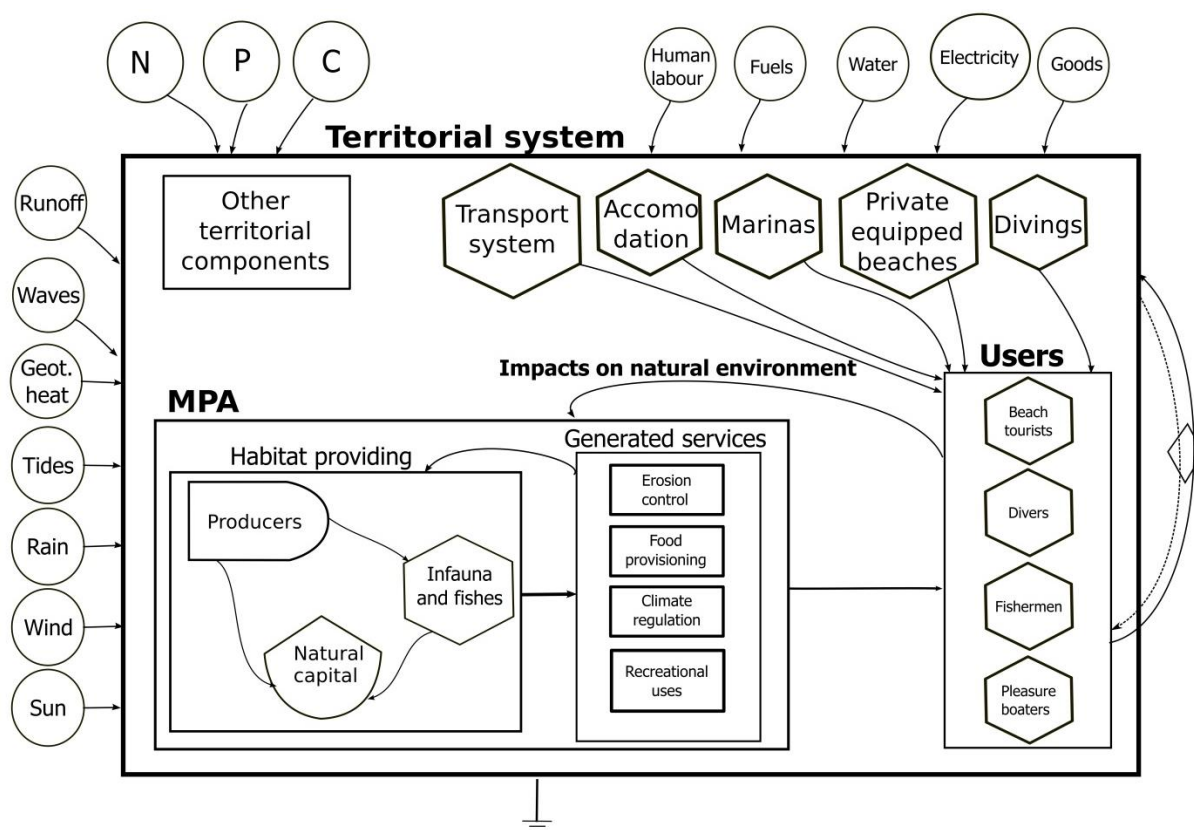 N
P
C
Human
labour
Fuels
Water
Electricity
Goods
Territorial system
Runoff
Waves
Geot.
heat
Tides
Rain
Wind
Sun
Other
territorial
components
Transport
system
Accomo
dation
Marinas
Private
equipped
beaches
Divings
Impacts on natural environment
Users
Beach
tourists
Divers
Fishermen
Pleasure
boaters
MPA
Habitat providing
Producers
Infauna
and fishes
Natural
capital
Generated services
Erosion
control
Food
provisioning
Climate
regulation
Recreational
uses